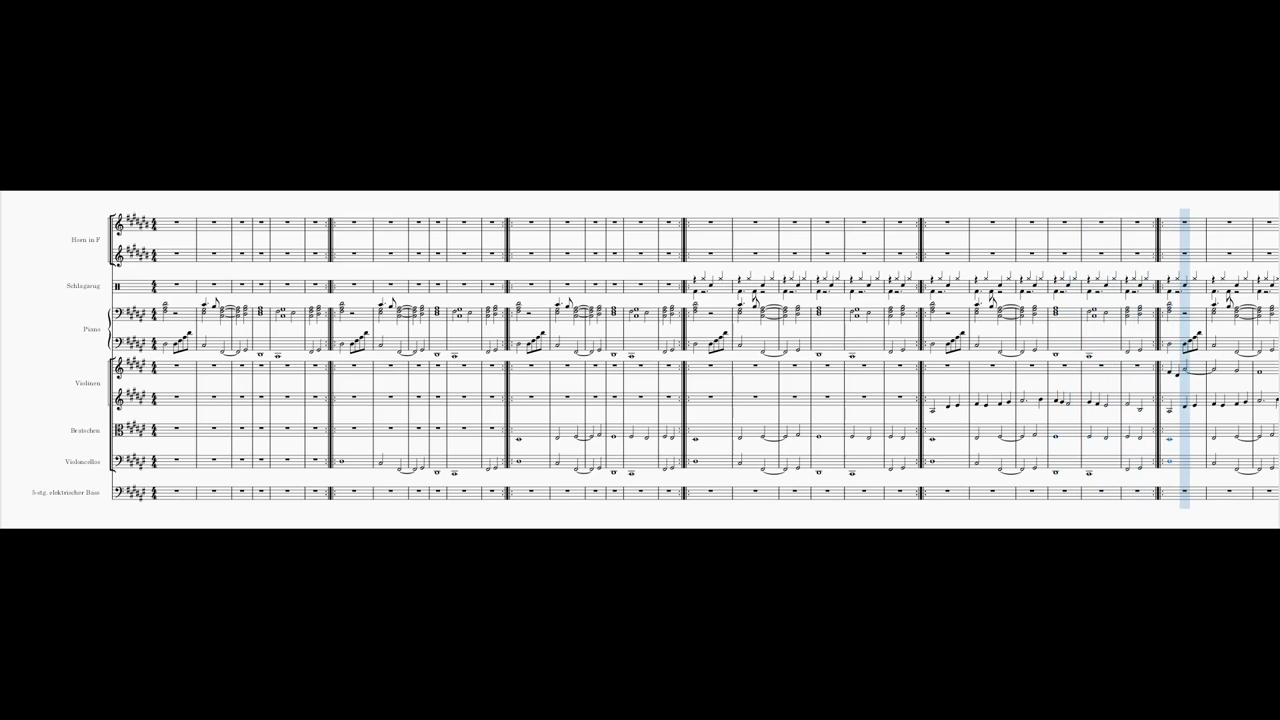 Horn in F
Schlagzeug
Piano
Violinen
Bratschen
Violoncellos
5-stg. elektrischer Bass